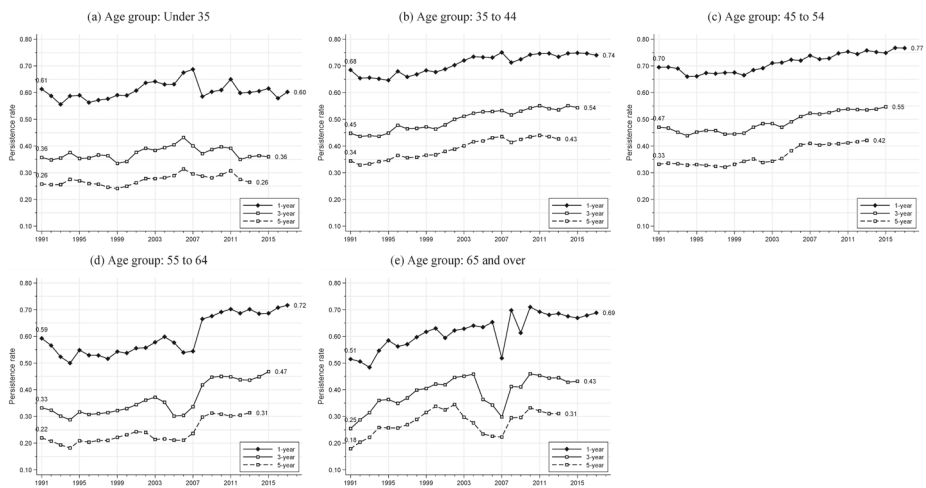 (a) Age group: Under 35
Persistence rate
0.80
0.70
0.60
0.50
0.40
0.30
0.20
0.10
0.61
0.36
0.26
0.60
0.36
0.26
1-year
3-year
5-year
1991 1995 1999 2003 2007 2011 2015
(b) Age group: 35 to 44
Persistence rate
0.80
0.70
0.60
0.50
0.40
0.30
0.20
0.10
0.68
0.45
0.34
0.74
0.54
0.43
1-year
3-year
5-year
1991 1995 1999 2003 2007 2011 2015
(c) Age group: 45 to 54
Persistence rate
0.80
0.70
0.60
0.50
0.40
0.30
0.20
0.10
0.70
0.47
0.33
0.77
0.55
0.42
1-year
3-year
5-year
1991 1995 1999 2003 2007 2011 2015
(d) Age group: 55 to 64
Persistence rate
0.80
0.70
0.60
0.50
0.40
0.30
0.20
0.10
0.59
0.33
0.22
0.72
0.47
0.31
1-year
3-year
5-year
1991 1995 1999 2003 2007 2011 2015
(e) Age group: 65 and over
Persistence rate
0.80
0.70
0.60
0.50
0.40
0.30
0.20
0.10
0.51
0.25
0.18
0.69
0.43
0.31
1-year
3-year
5-year
1991 1995 1999 2003 2007 2011 2015